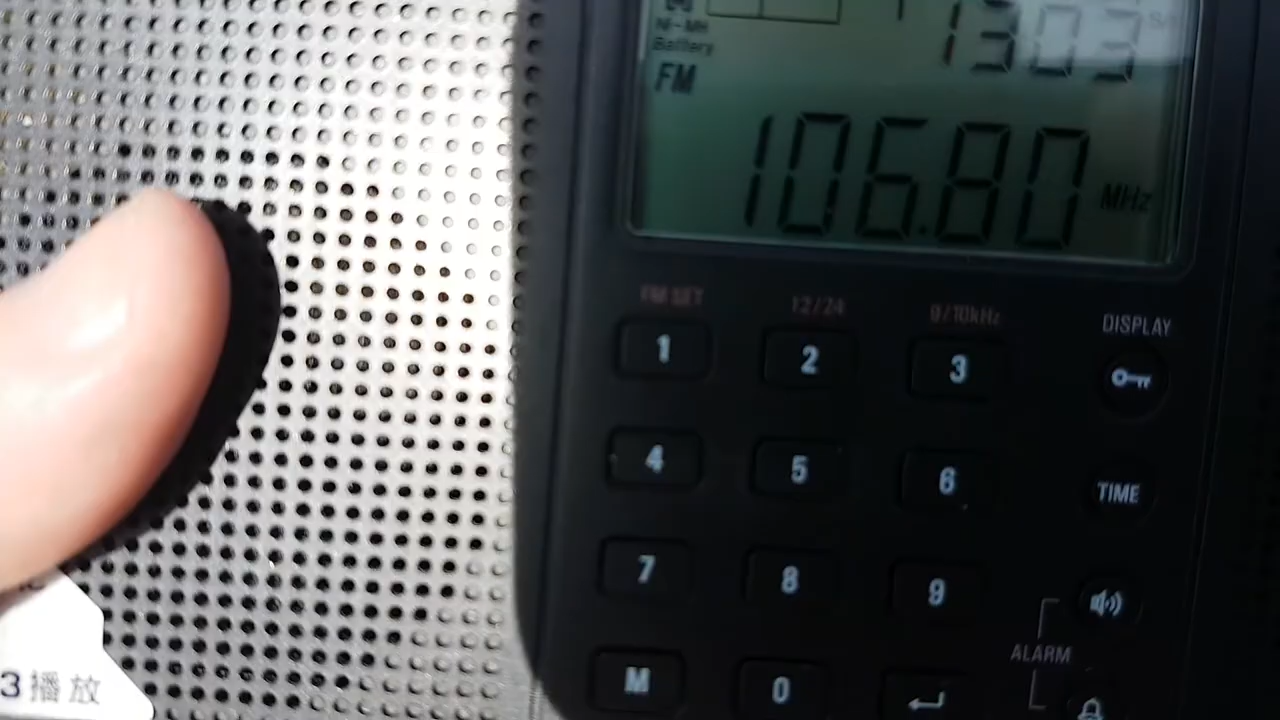 Ni-MH
Battery
FM
106.80 MHz
FM SET
12/24
9/10kHz
DISPLAY
1
2
3
4
5
6
TIME
7
8
9
ALARM
M
0
3播放